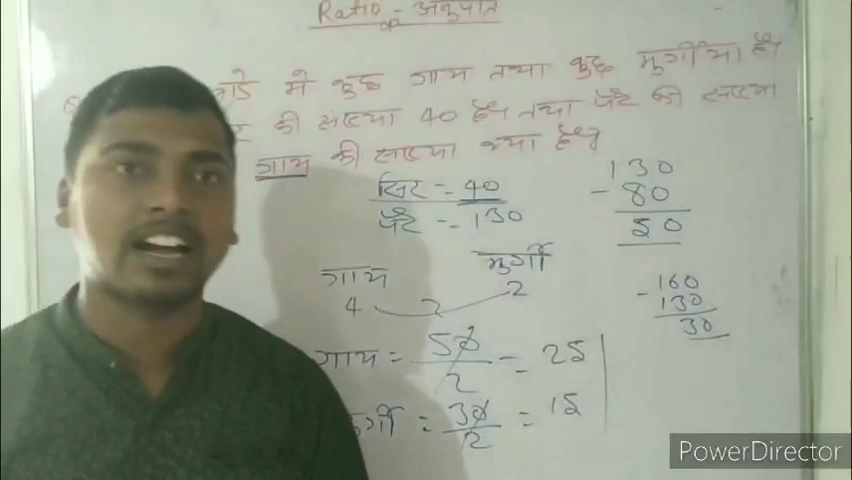 Ratio - अनुपात
बाड़े मे कुछ गाय तथा कुछ मुर्गीया है।
की संख्या 40 है। तथा पैर की संख्या
गाय की संख्या क्या है?
सिर = 40
पैर = 130
130
- 80
50
गाय मुर्गी
4 2 2
160
- 130
30
गाय = 50/2 = 25
= 30/2 = 15
PowerDirector